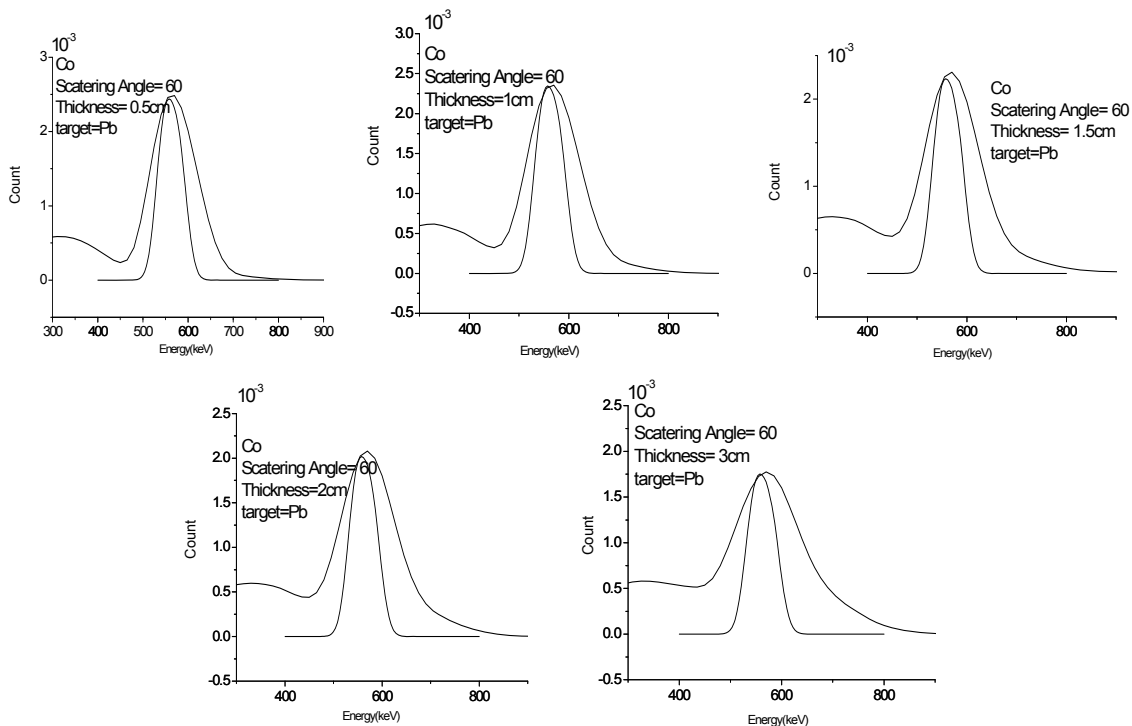 10-3
Co
Scatering Angle= 60
Thickness= 0.5cm
target=Pb
3
2
1
0
Count
300 400 500 600 700 800 900
Energy(keV)
10-3
Co
Scatering Angle= 60
Thickness=1cm
target=Pb
3.0
2.5
2.0
1.5
1.0
0.5
0.0
-0.5
Count
400 600 800
Energy(keV)
10-3
Co
Scatering Angle= 60
Thickness= 1.5cm
target=Pb
2
1
0
Count
400 600 800
Energy(keV)
10-3
Co
Scatering Angle= 60
Thickness=2cm
target=Pb
2.5
2.0
1.5
1.0
0.5
0.0
-0.5
Count
400 600 800
Energy(keV)
10-3
Co
Scatering Angle= 60
Thickness= 3cm
target=Pb
2.5
2.0
1.5
1.0
0.5
0.0
-0.5
Count
400 600 800
Energy(keV)